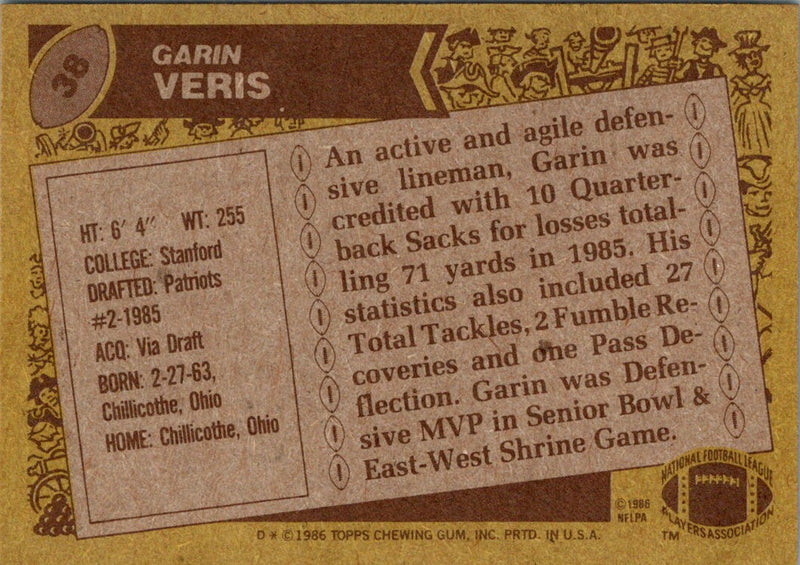 38
GARIN
VERIS
HT: 6′ 4″ WT: 255
COLLEGE: Stanford
DRAFTED: Patriots
#2-1985
ACQ: Via Draft
BORN: 2-27-63,
Chillicothe, Ohio
HOME: Chillicothe, Ohio
An active and agile defen-
sive lineman, Garin was
credited with 10 Quarter-
back Sacks for losses total-
ling 71 yards in 1985. His
statistics also included 27
Total Tackles, 2 Fumble Re-
coveries and one Pass De-
flection. Garin was Defen-
sive MVP in Senior Bowl &
East-West Shrine Game.
©1986
NFLPA
NATIONAL FOOTBALL LEAGUE
PLAYERS ASSOCIATION
TM
D * © 1986 TOPPS CHEWING GUM, INC. PRTD. IN U.S.A.